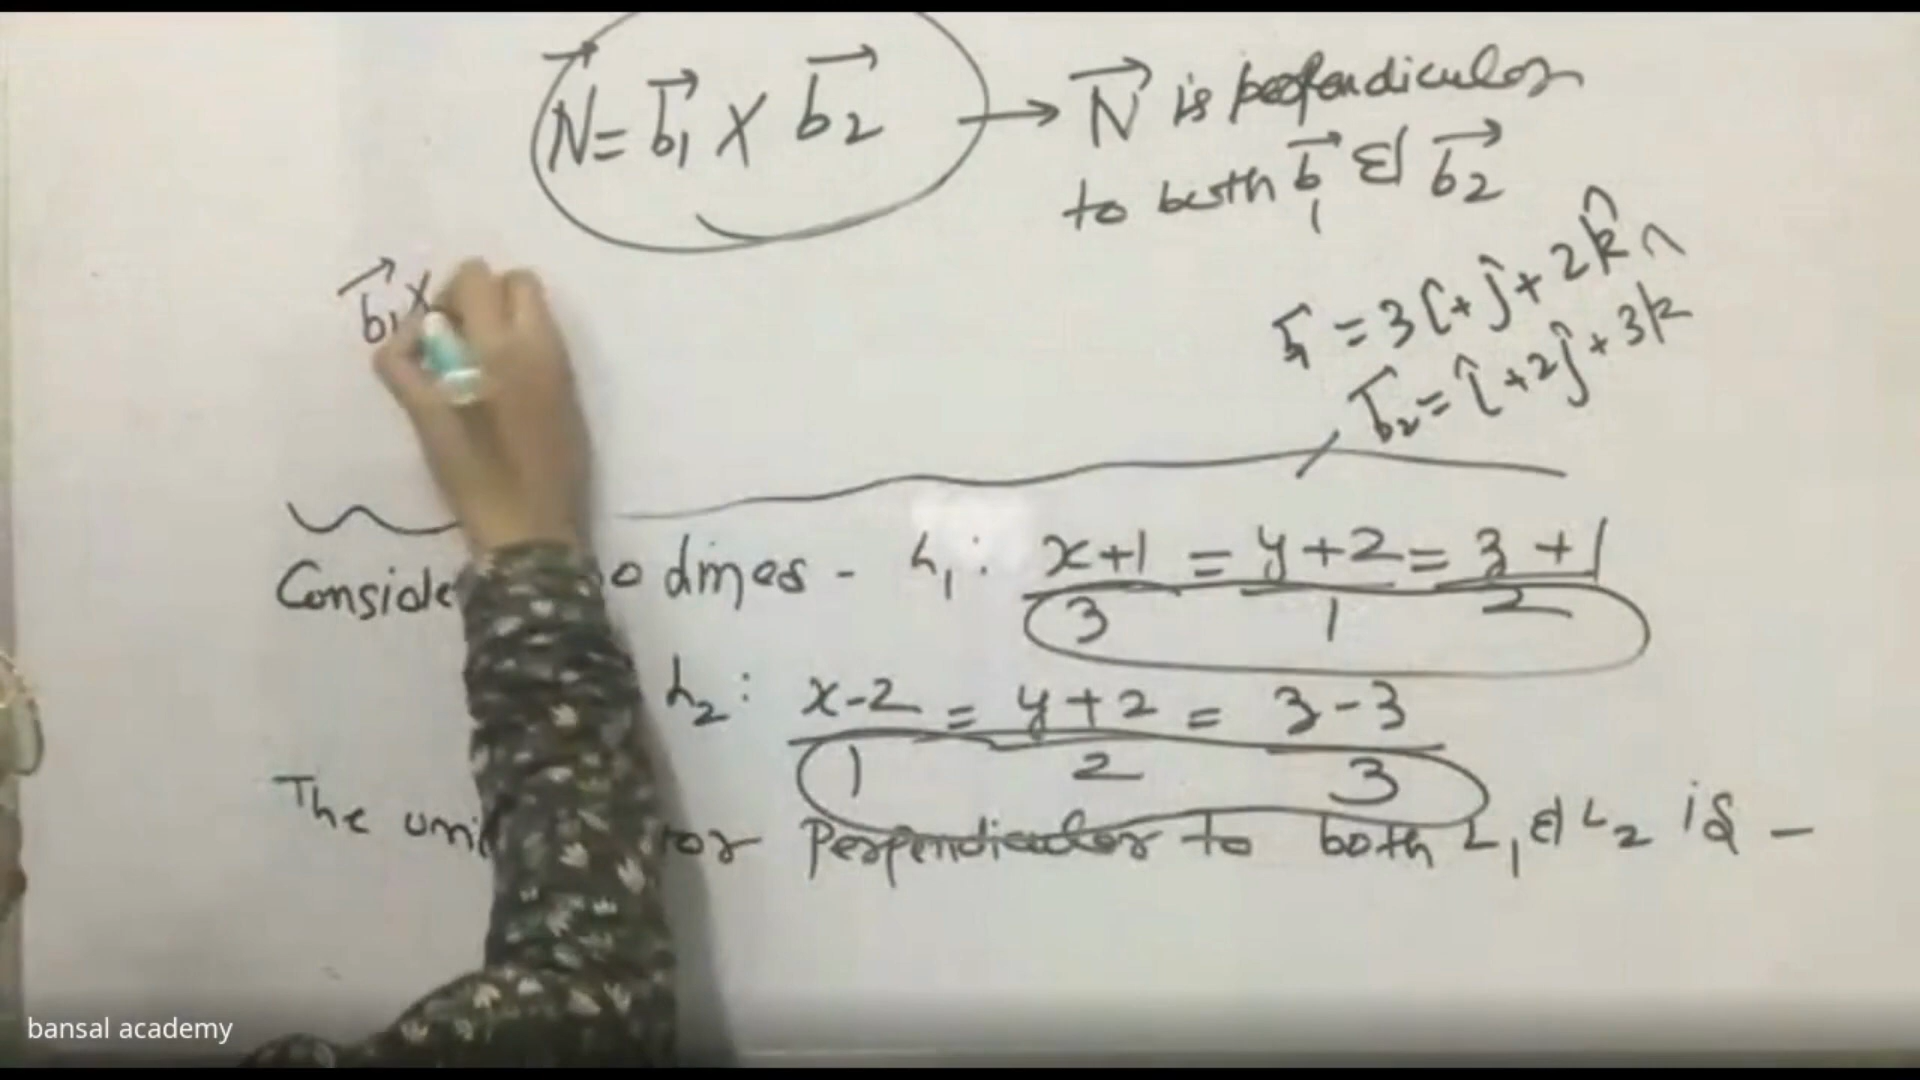 N = b₁ × b₂ → N is perpendicular
to both b₁ & b₂
b₁ ×
b₁ = 3î + ĵ + 2k̂
b₂ = î + 2ĵ + 3k̂
lines - L₁: x+1/3 = y+2/1 = z+1/2
L₂: x-2/1 = y+2/2 = z-3/3
The perpendicular to both L₁ & L₂ is -
bansal academy